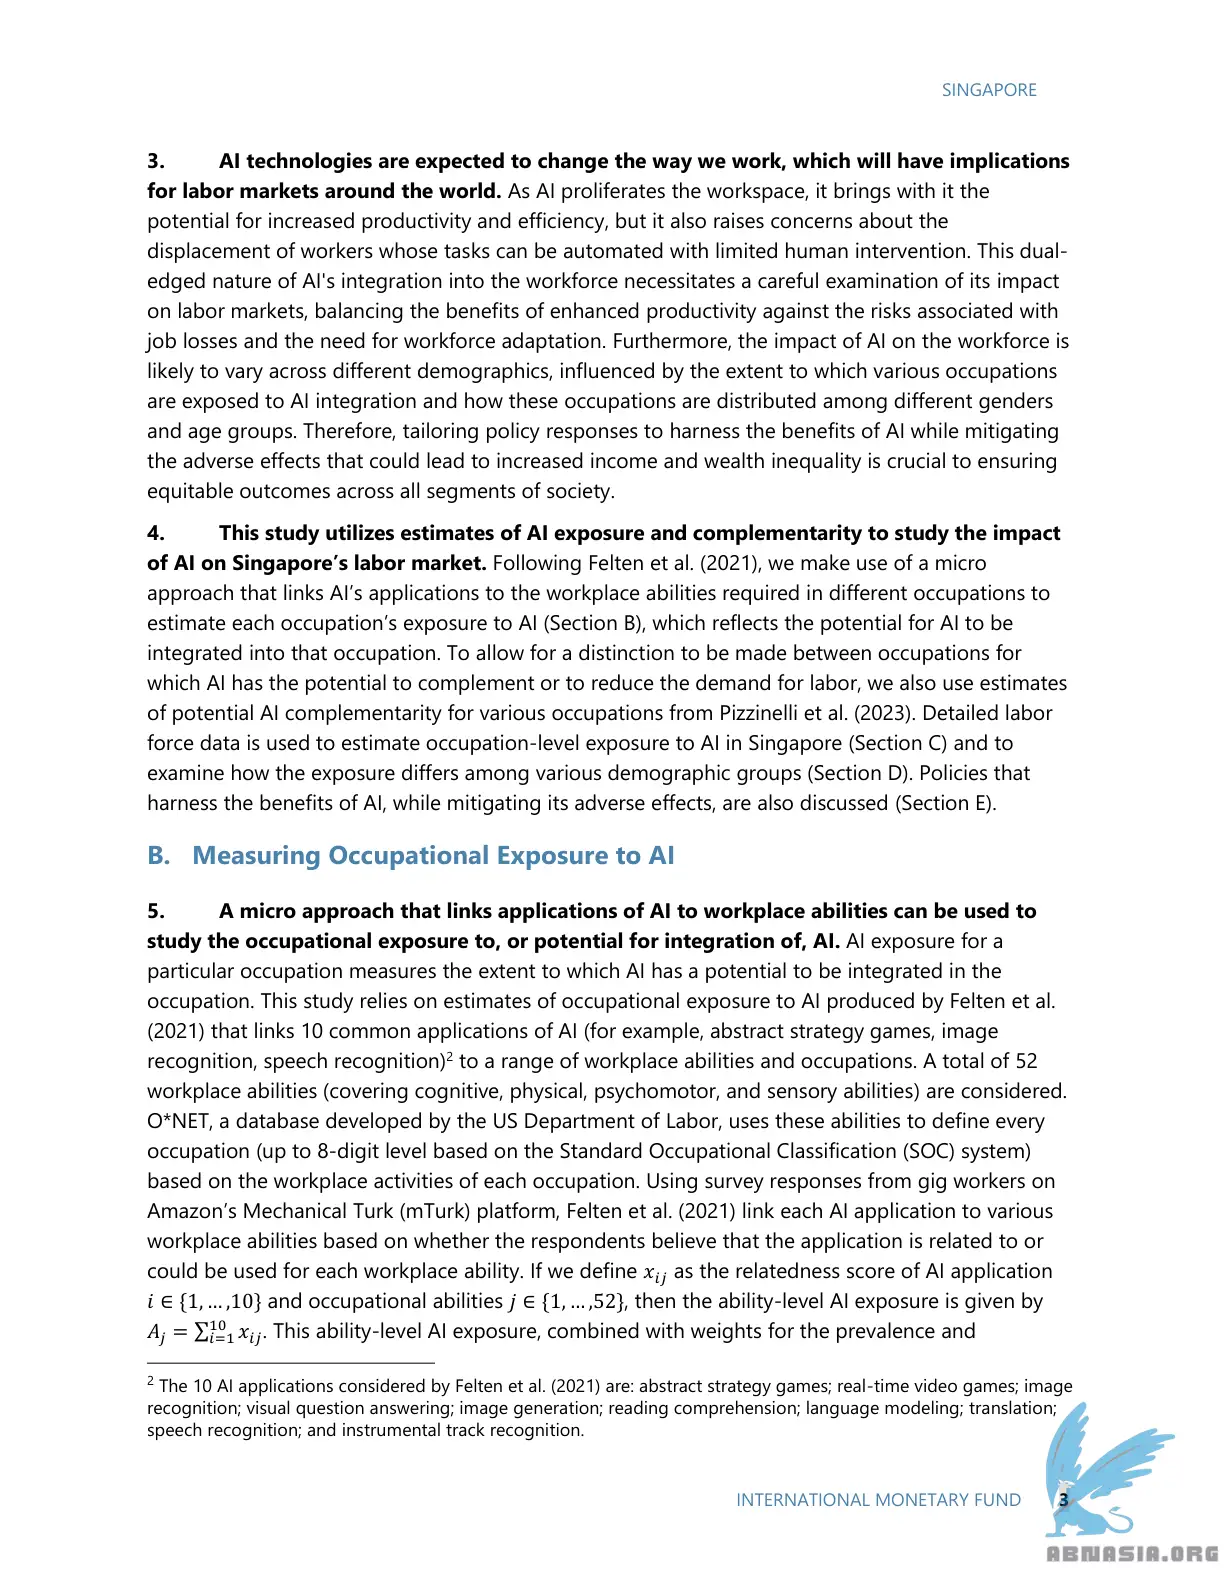 SINGAPORE
3. AI technologies are expected to change the way we work, which will have implications
for labor markets around the world. As AI proliferates the workspace, it brings with it the
potential for increased productivity and efficiency, but it also raises concerns about the
displacement of workers whose tasks can be automated with limited human intervention. This dual-
edged nature of AI's integration into the workforce necessitates a careful examination of its impact
on labor markets, balancing the benefits of enhanced productivity against the risks associated with
job losses and the need for workforce adaptation. Furthermore, the impact of AI on the workforce is
likely to vary across different demographics, influenced by the extent to which various occupations
are exposed to AI integration and how these occupations are distributed among different genders
and age groups. Therefore, tailoring policy responses to harness the benefits of AI while mitigating
the adverse effects that could lead to increased income and wealth inequality is crucial to ensuring
equitable outcomes across all segments of society.
4. This study utilizes estimates of AI exposure and complementarity to study the impact
of AI on Singapore’s labor market. Following Felten et al. (2021), we make use of a micro
approach that links AI’s applications to the workplace abilities required in different occupations to
estimate each occupation’s exposure to AI (Section B), which reflects the potential for AI to be
integrated into that occupation. To allow for a distinction to be made between occupations for
which AI has the potential to complement or to reduce the demand for labor, we also use estimates
of potential AI complementarity for various occupations from Pizzinelli et al. (2023). Detailed labor
force data is used to estimate occupation-level exposure to AI in Singapore (Section C) and to
examine how the exposure differs among various demographic groups (Section D). Policies that
harness the benefits of AI, while mitigating its adverse effects, are also discussed (Section E).
B. Measuring Occupational Exposure to AI
5. A micro approach that links applications of AI to workplace abilities can be used to
study the occupational exposure to, or potential for integration of, AI. AI exposure for a
particular occupation measures the extent to which AI has a potential to be integrated in the
occupation. This study relies on estimates of occupational exposure to AI produced by Felten et al.
(2021) that links 10 common applications of AI (for example, abstract strategy games, image
recognition, speech recognition)² to a range of workplace abilities and occupations. A total of 52
workplace abilities (covering cognitive, physical, psychomotor, and sensory abilities) are considered.
O*NET, a database developed by the US Department of Labor, uses these abilities to define every
occupation (up to 8-digit level based on the Standard Occupational Classification (SOC) system)
based on the workplace activities of each occupation. Using survey responses from gig workers on
Amazon’s Mechanical Turk (mTurk) platform, Felten et al. (2021) link each AI application to various
workplace abilities based on whether the respondents believe that the application is related to or
could be used for each workplace ability. If we define 𝑥ᵢⱼ as the relatedness score of AI application
𝑖 ∈ {1, … ,10} and occupational abilities 𝑗 ∈ {1, … ,52}, then the ability-level AI exposure is given by
𝐴ⱼ = ∑¹⁰ᵢ₌₁ 𝑥ᵢⱼ. This ability-level AI exposure, combined with weights for the prevalence and
² The 10 AI applications considered by Felten et al. (2021) are: abstract strategy games; real-time video games; image
recognition; visual question answering; image generation; reading comprehension; language modeling; translation;
speech recognition; and instrumental track recognition.
INTERNATIONAL MONETARY FUND 3
ABNASIA.ORG